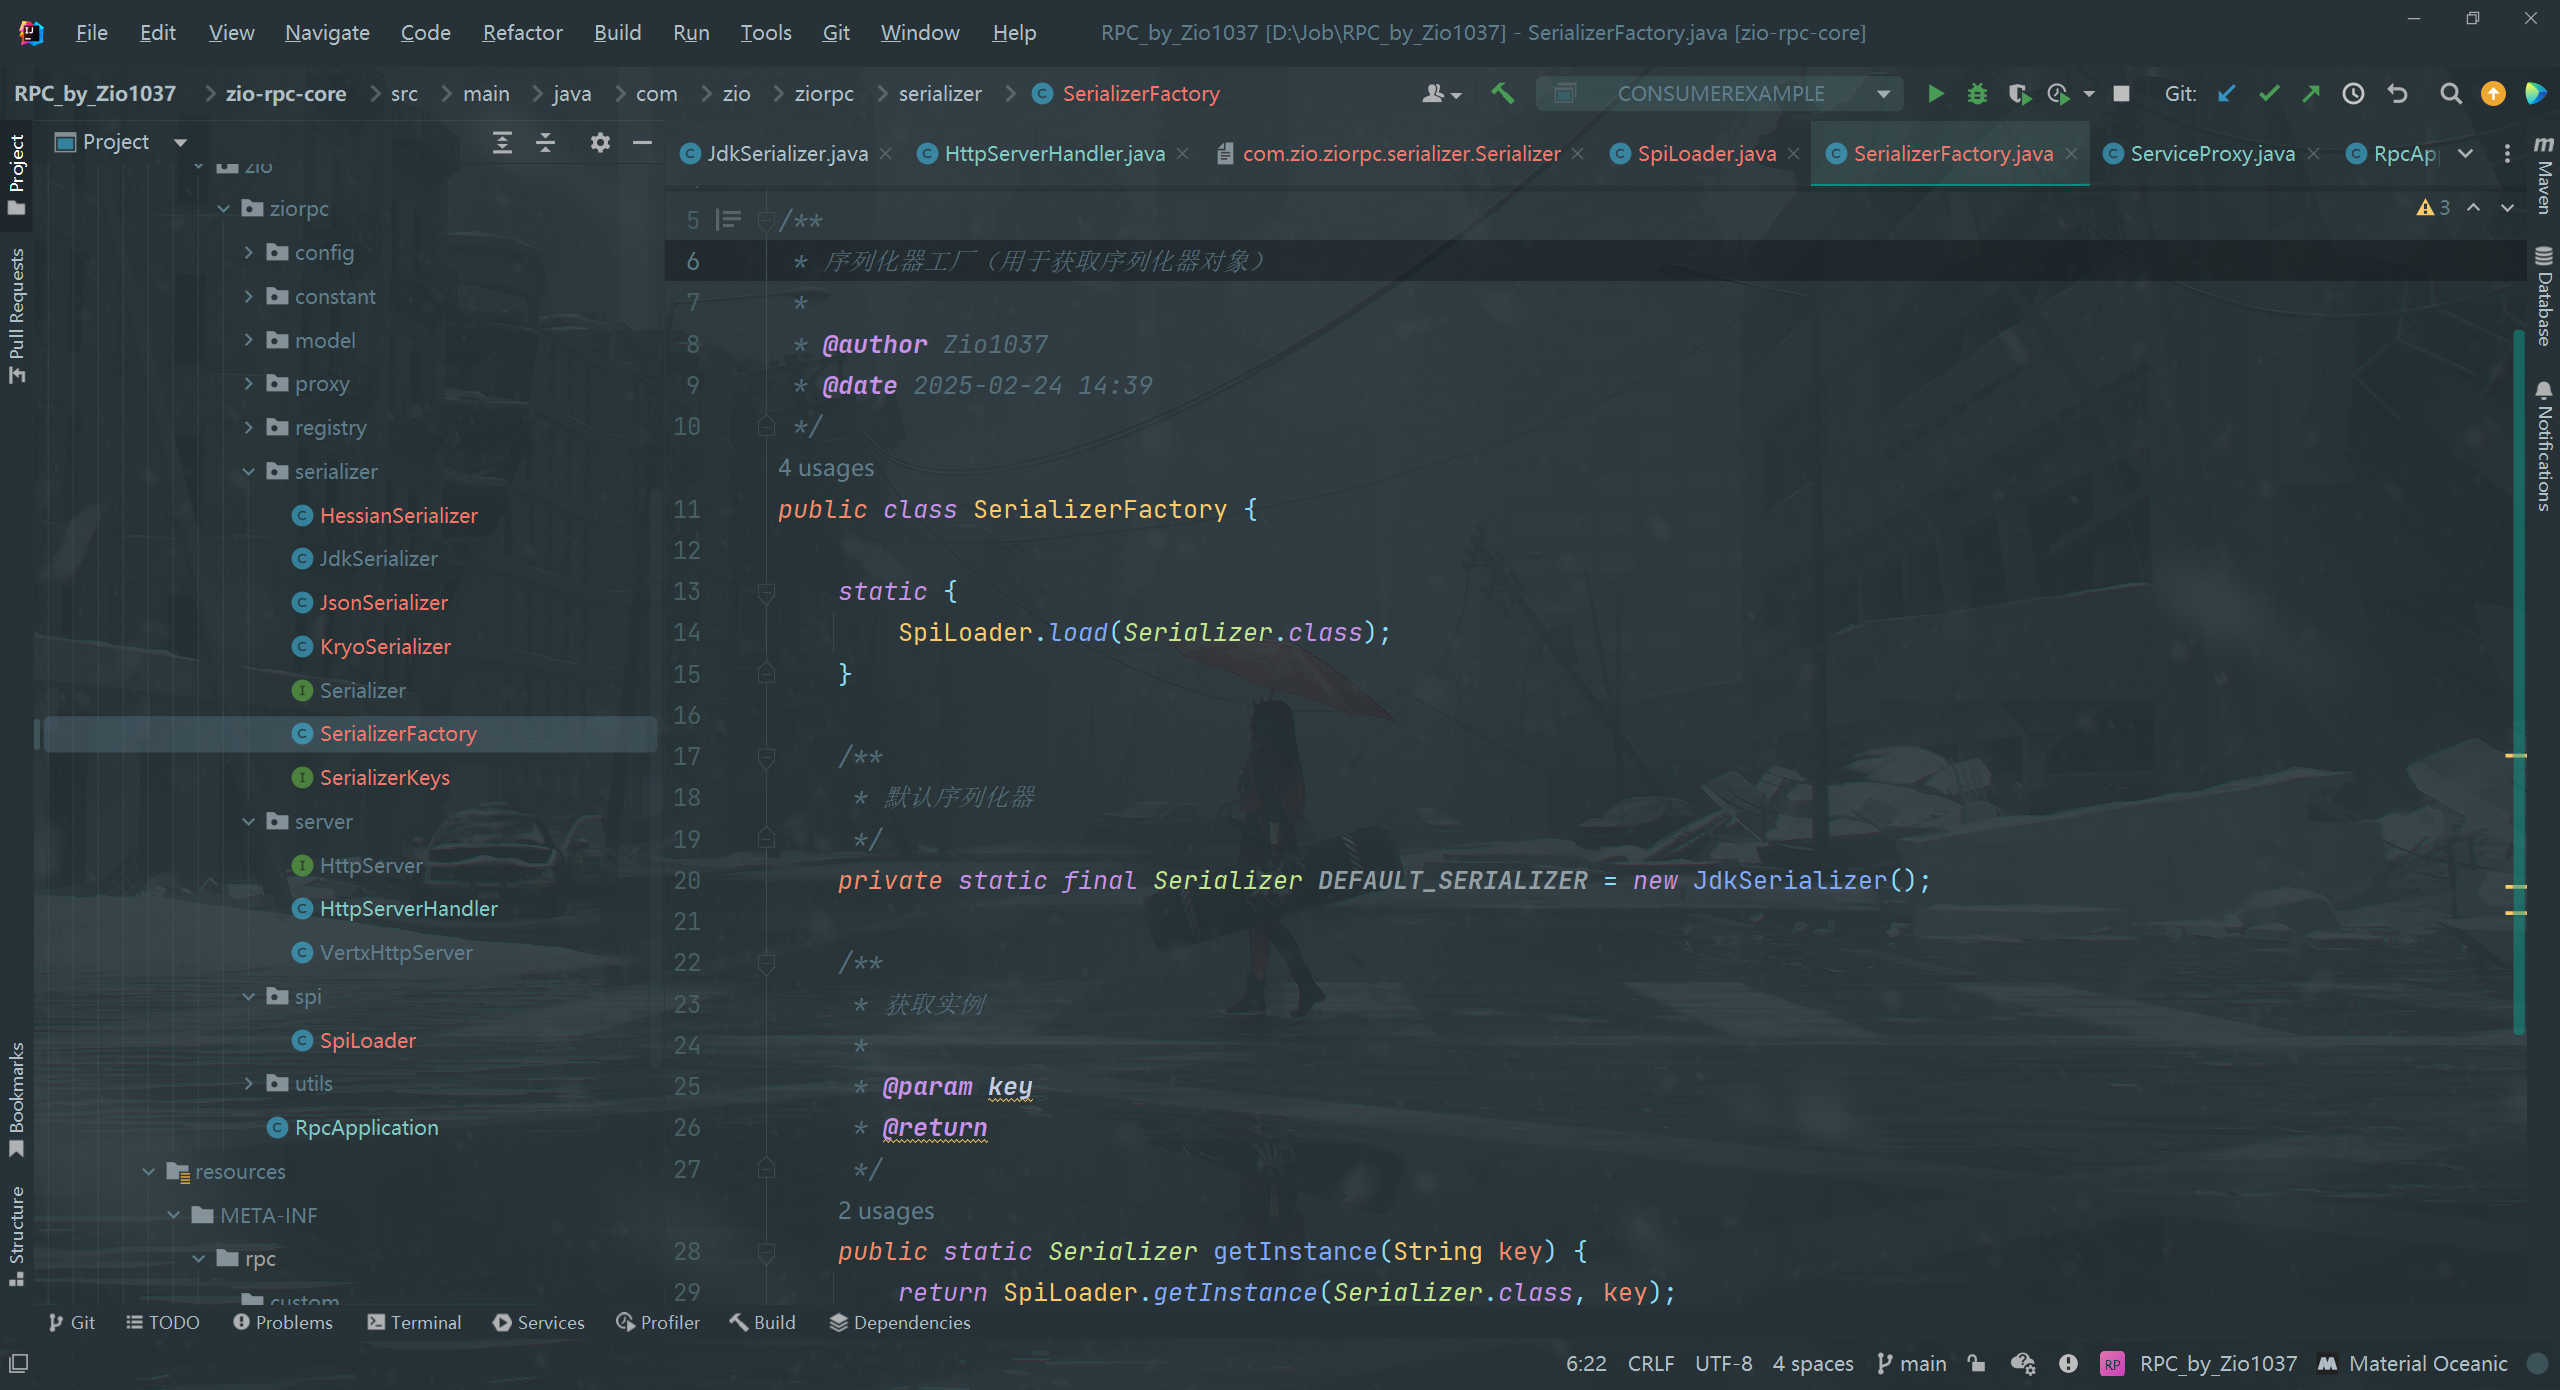 File Edit View Navigate Code Refactor Build Run Tools Git Window Help RPC_by_Zio1037 [D:\Job\RPC_by_Zio1037] - SerializerFactory.java [zio-rpc-core]
RPC_by_Zio1037 zio-rpc-core src main java com zio ziorpc serializer SerializerFactory CONSUMEREXAMPLE Git:
Project
JdkSerializer.java HttpServerHandler.java com.zio.ziorpc.serializer.Serializer SpiLoader.java SerializerFactory.java ServiceProxy.java RpcAp
Project
Pull Requests
Bookmarks
Structure
zio
ziorpc
config
constant
model
proxy
registry
serializer
HessianSerializer
JdkSerializer
JsonSerializer
KryoSerializer
Serializer
SerializerFactory
SerializerKeys
server
HttpServer
HttpServerHandler
VertxHttpServer
spi
SpiLoader
utils
RpcApplication
resources
META-INF
rpc
custom
3
5 /**
6 * 序列化器工厂（用于获取序列化器对象）
7 *
8 * @author Zio1037
9 * @date 2025-02-24 14:39
10 */
4 usages
11 public class SerializerFactory {
12
13 static {
14 SpiLoader.load(Serializer.class);
15 }
16
17 /**
18 * 默认序列化器
19 */
20 private static final Serializer DEFAULT_SERIALIZER = new JdkSerializer();
21
22 /**
23 * 获取实例
24 *
25 * @param key
26 * @return
27 */
2 usages
28 public static Serializer getInstance(String key) {
29 return SpiLoader.getInstance(Serializer.class, key);
Maven
Database
Notifications
Git TODO Problems Terminal Services Profiler Build Dependencies
6:22 CRLF UTF-8 4 spaces main RP RPC_by_Zio1037 Material Oceanic